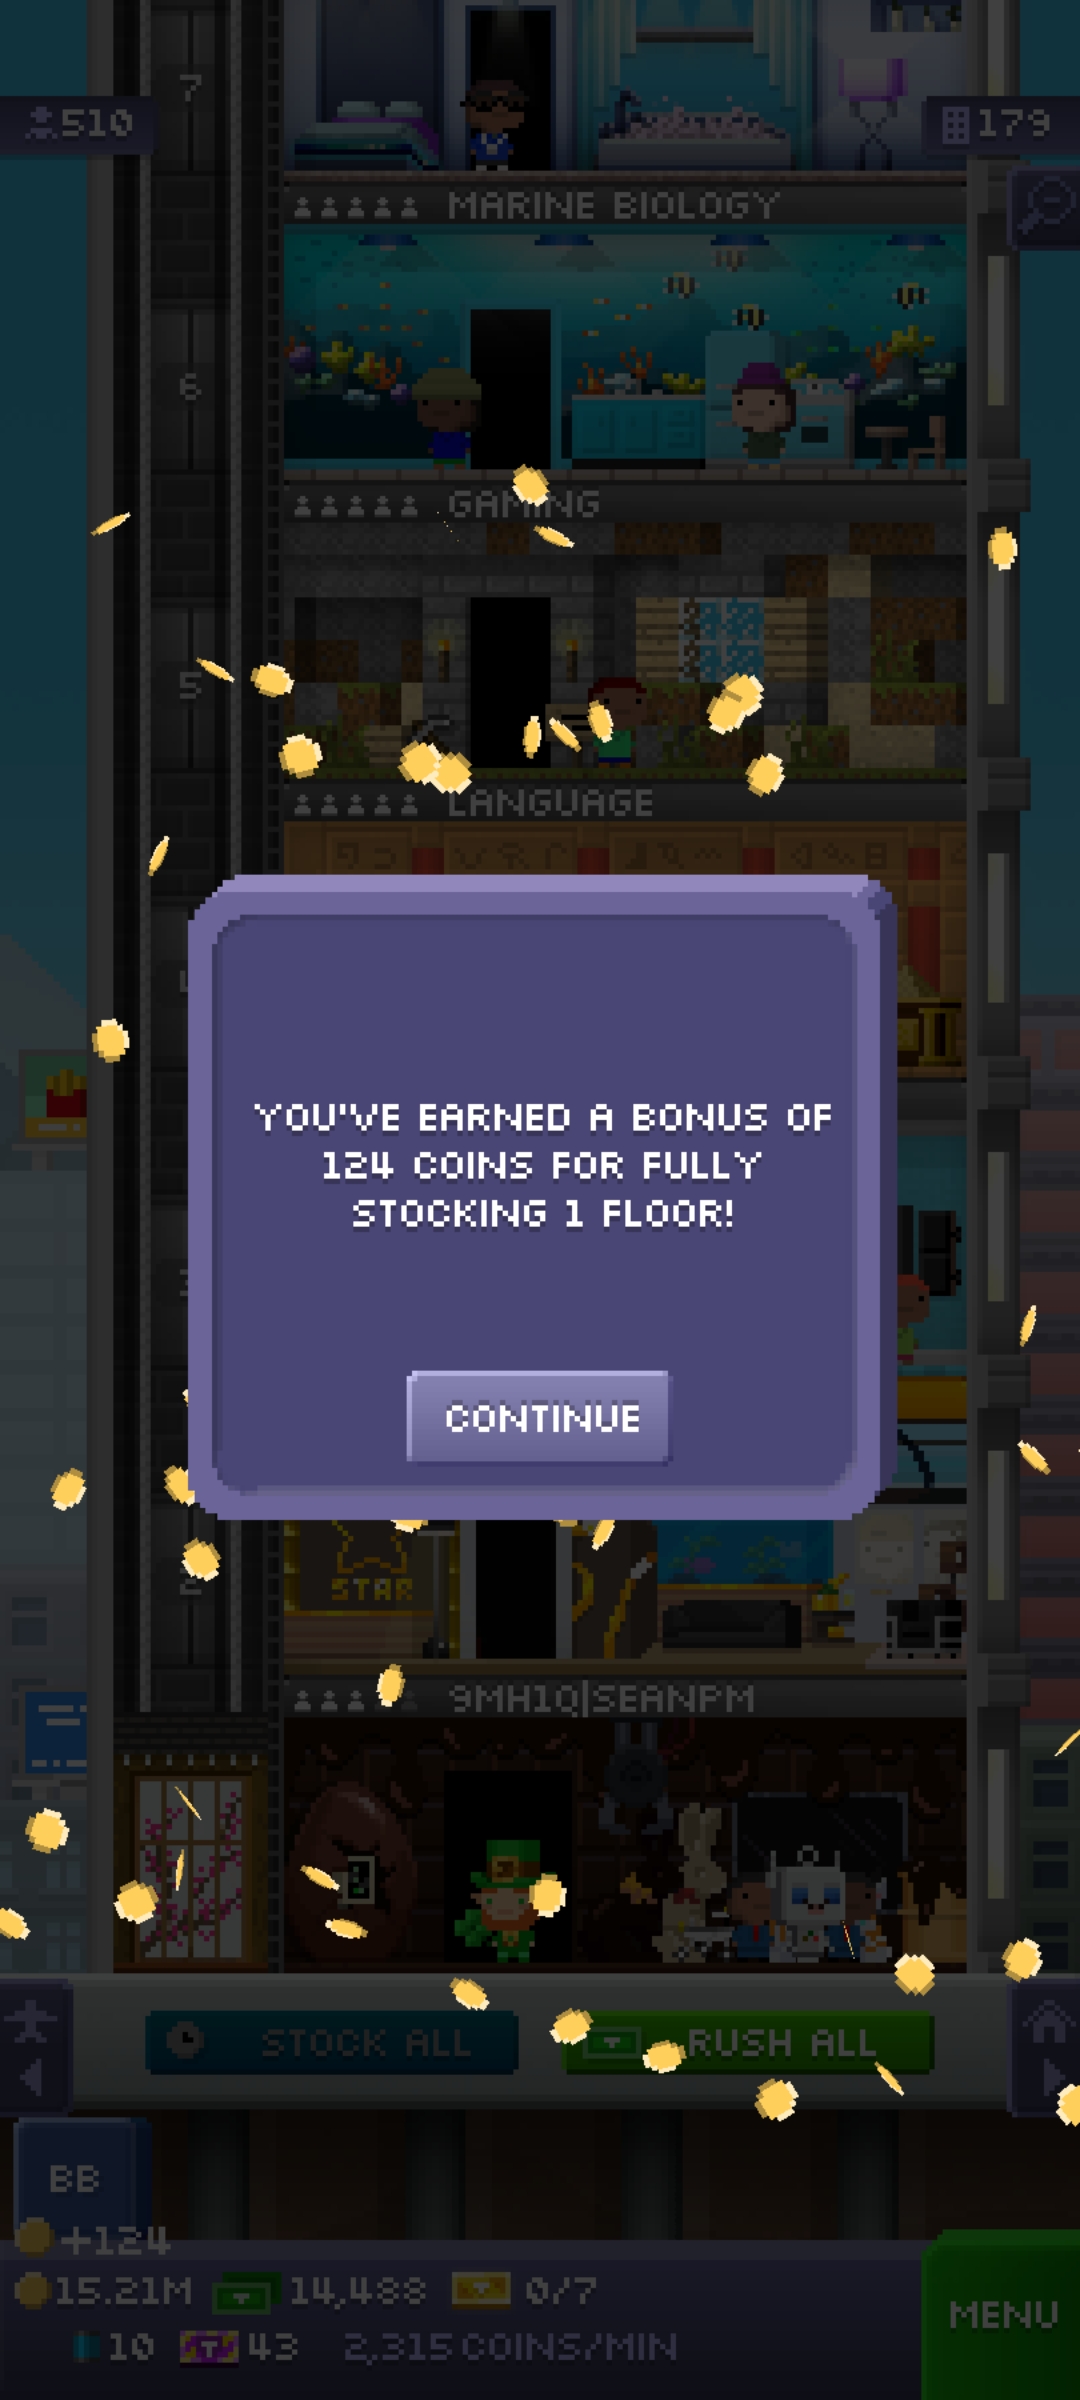 7
510
179
MARINE BIOLOGY
6
GAMING
5
LANGUAGE
YOU'VE EARNED A BONUS OF
124 COINS FOR FULLY
STOCKING 1 FLOOR!
CONTINUE
STAR
2
9MH1Q|SEANPM
STOCK ALL
RUSH ALL
BB
+124
15.21M 14,488 0/7
MENU
10 43 2,315 COINS/MIN